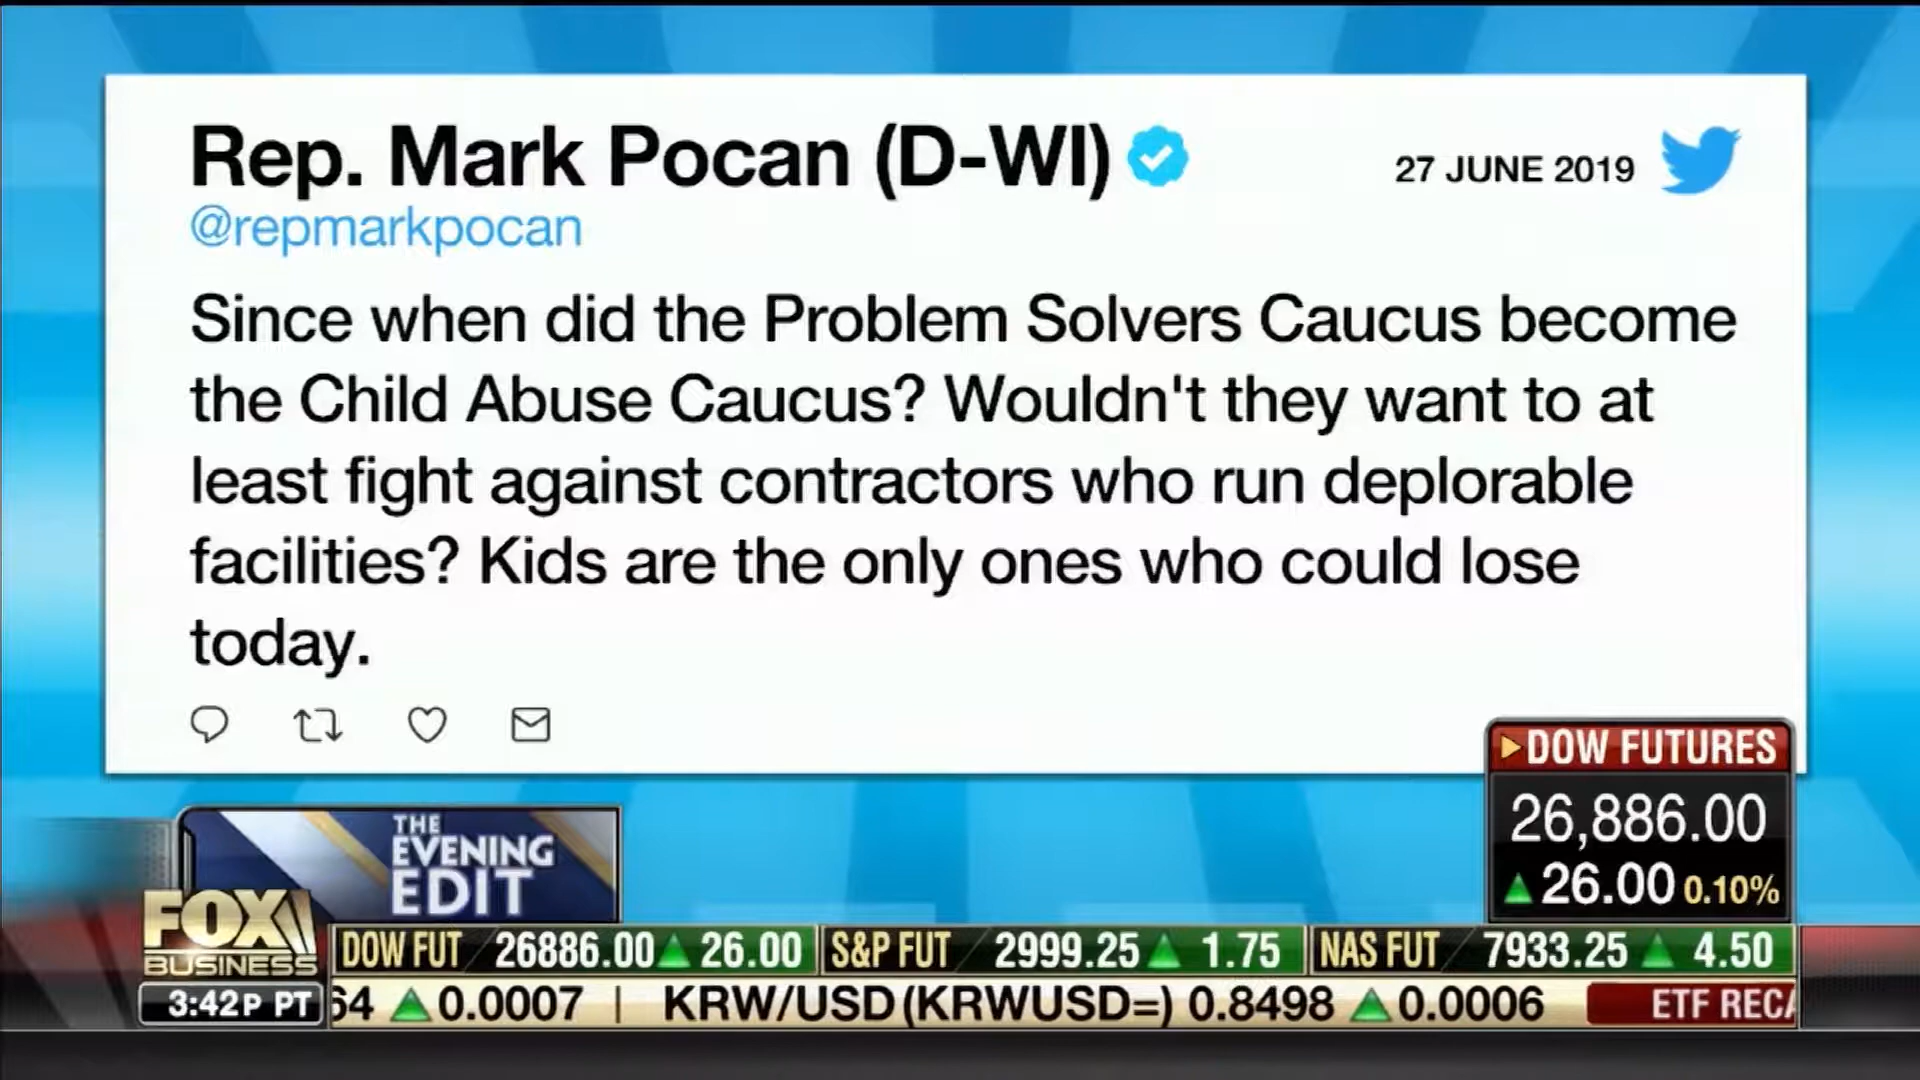 Rep. Mark Pocan (D-WI)
27 JUNE 2019
@repmarkpocan
Since when did the Problem Solvers Caucus become
the Child Abuse Caucus? Wouldn't they want to at
least fight against contractors who run deplorable
facilities? Kids are the only ones who could lose
today.
DOW FUTURES
26,886.00
26.00 0.10%
THE
EVENING
EDIT
FOX
BUSINESS
DOW FUT 26886.00 26.00 S&P FUT 2999.25 1.75 NAS FUT 7933.25 4.50
3:42P PT
64 0.0007 | KRW/USD (KRWUSD=) 0.8498 0.0006 ETF RECA